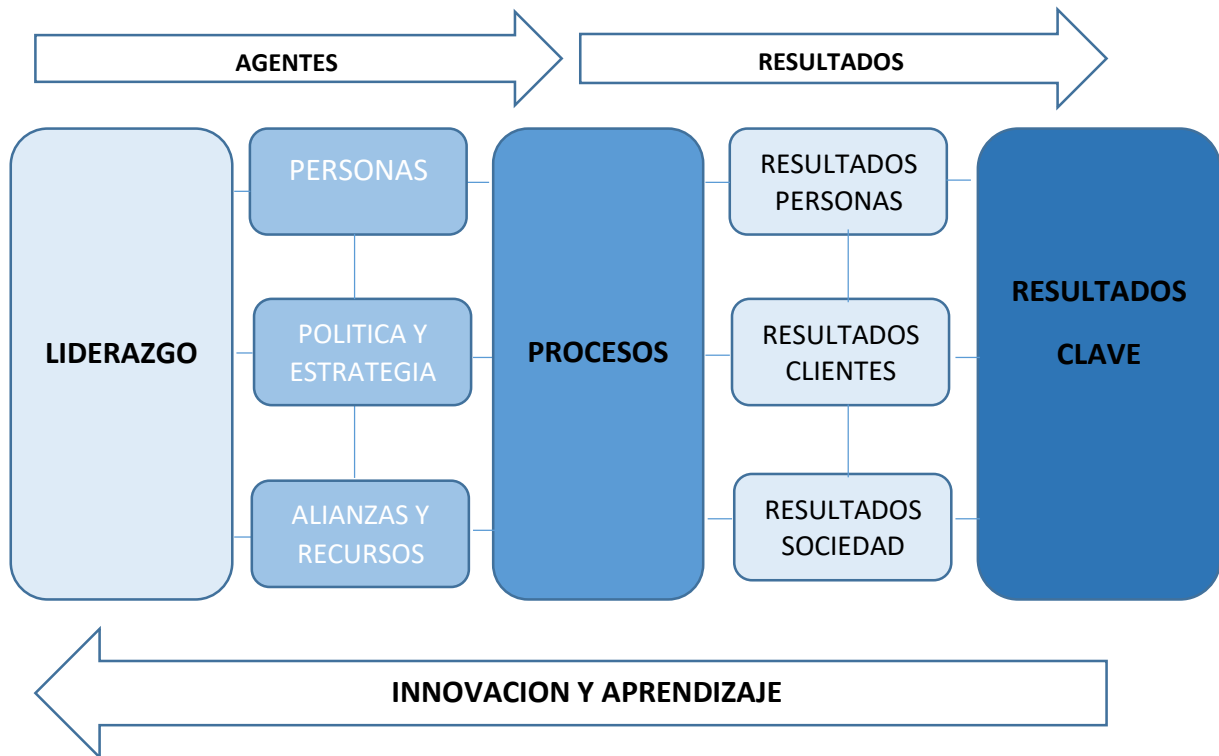 AGENTES
RESULTADOS
LIDERAZGO
PERSONAS
POLITICA Y
ESTRATEGIA
ALIANZAS Y
RECURSOS
PROCESOS
RESULTADOS
PERSONAS
RESULTADOS
CLIENTES
RESULTADOS
SOCIEDAD
RESULTADOS
CLAVE
INNOVACION Y APRENDIZAJE